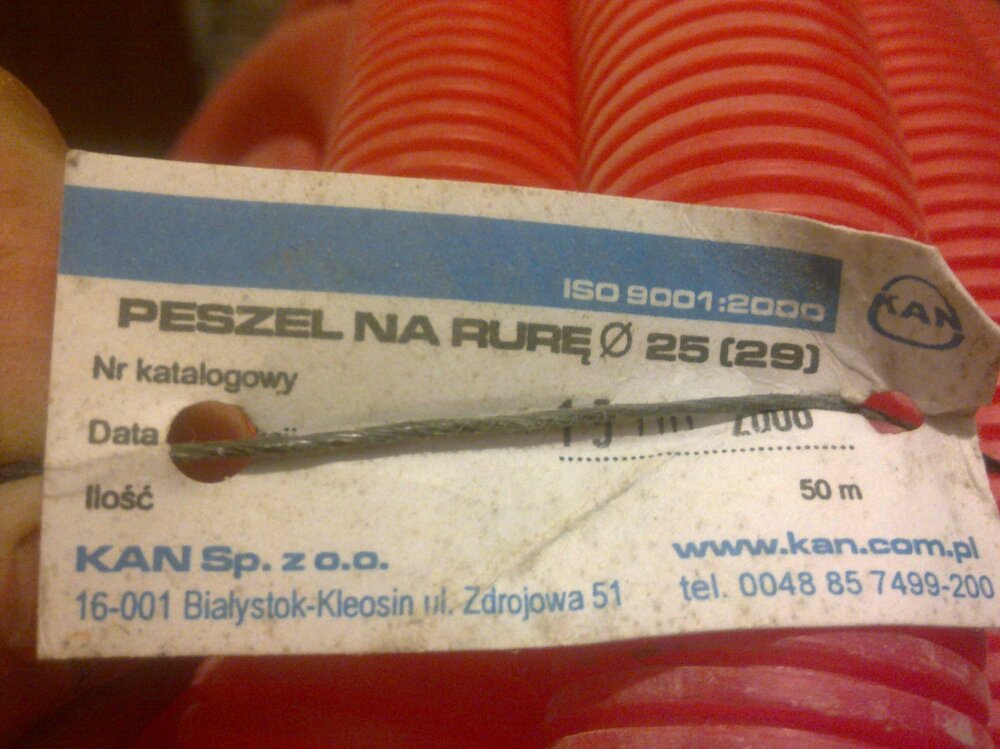 ISO 9001:2000
KAN
PESZEL NA RURĘ Ø 25 (29)
Nr katalogowy
Data
Ilość
50 m
KAN Sp. z o.o.
www.kan.com.pl
16-001 Białystok-Kleosin ul. Zdrojowa 51
tel. 0048 85 7499-200